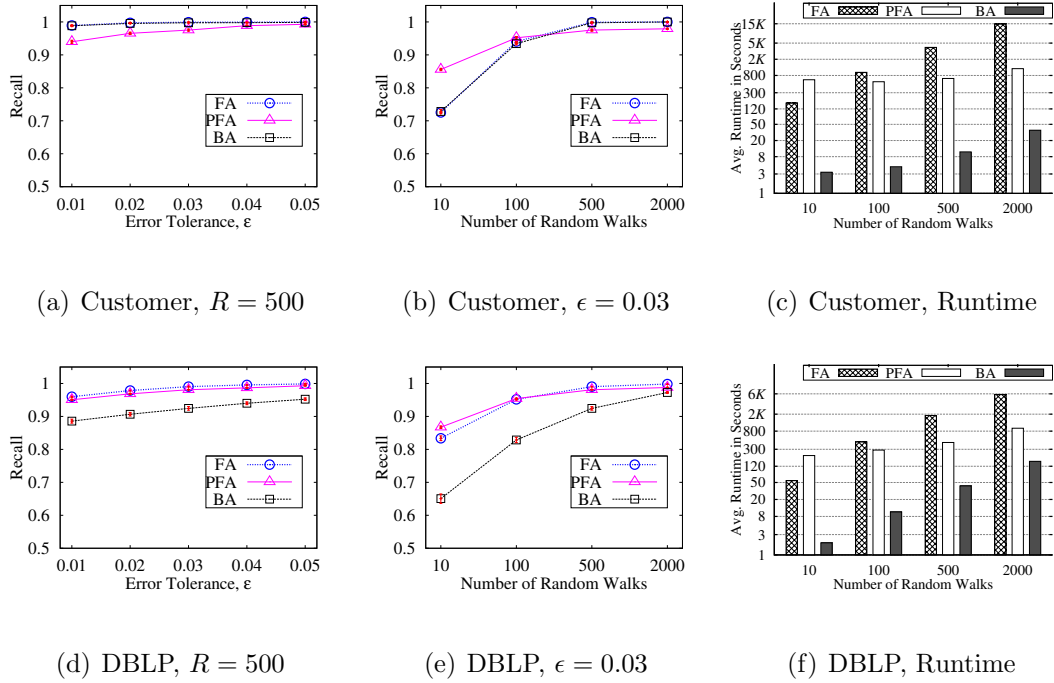 1
0.9
0.8
0.7
0.6
0.5
Recall
FA
PFA
BA
0.01 0.02 0.03 0.04 0.05
Error Tolerance, ε
(a) Customer, R = 500
1
0.9
0.8
0.7
0.6
0.5
Recall
FA
PFA
BA
10 100 500 2000
Number of Random Walks
(b) Customer, ϵ = 0.03
FA PFA BA
15K
5K
2K
800
300
120
50
20
8
3
1
Avg. Runtime in Seconds
10 100 500 2000
Number of Random Walks
(c) Customer, Runtime
1
0.9
0.8
0.7
0.6
0.5
Recall
FA
PFA
BA
0.01 0.02 0.03 0.04 0.05
Error Tolerance, ε
(d) DBLP, R = 500
1
0.9
0.8
0.7
0.6
0.5
Recall
FA
PFA
BA
10 100 500 2000
Number of Random Walks
(e) DBLP, ϵ = 0.03
FA PFA BA
6K
2K
800
300
120
50
20
8
3
1
Avg. Runtime in Seconds
10 100 500 2000
Number of Random Walks
(f) DBLP, Runtime